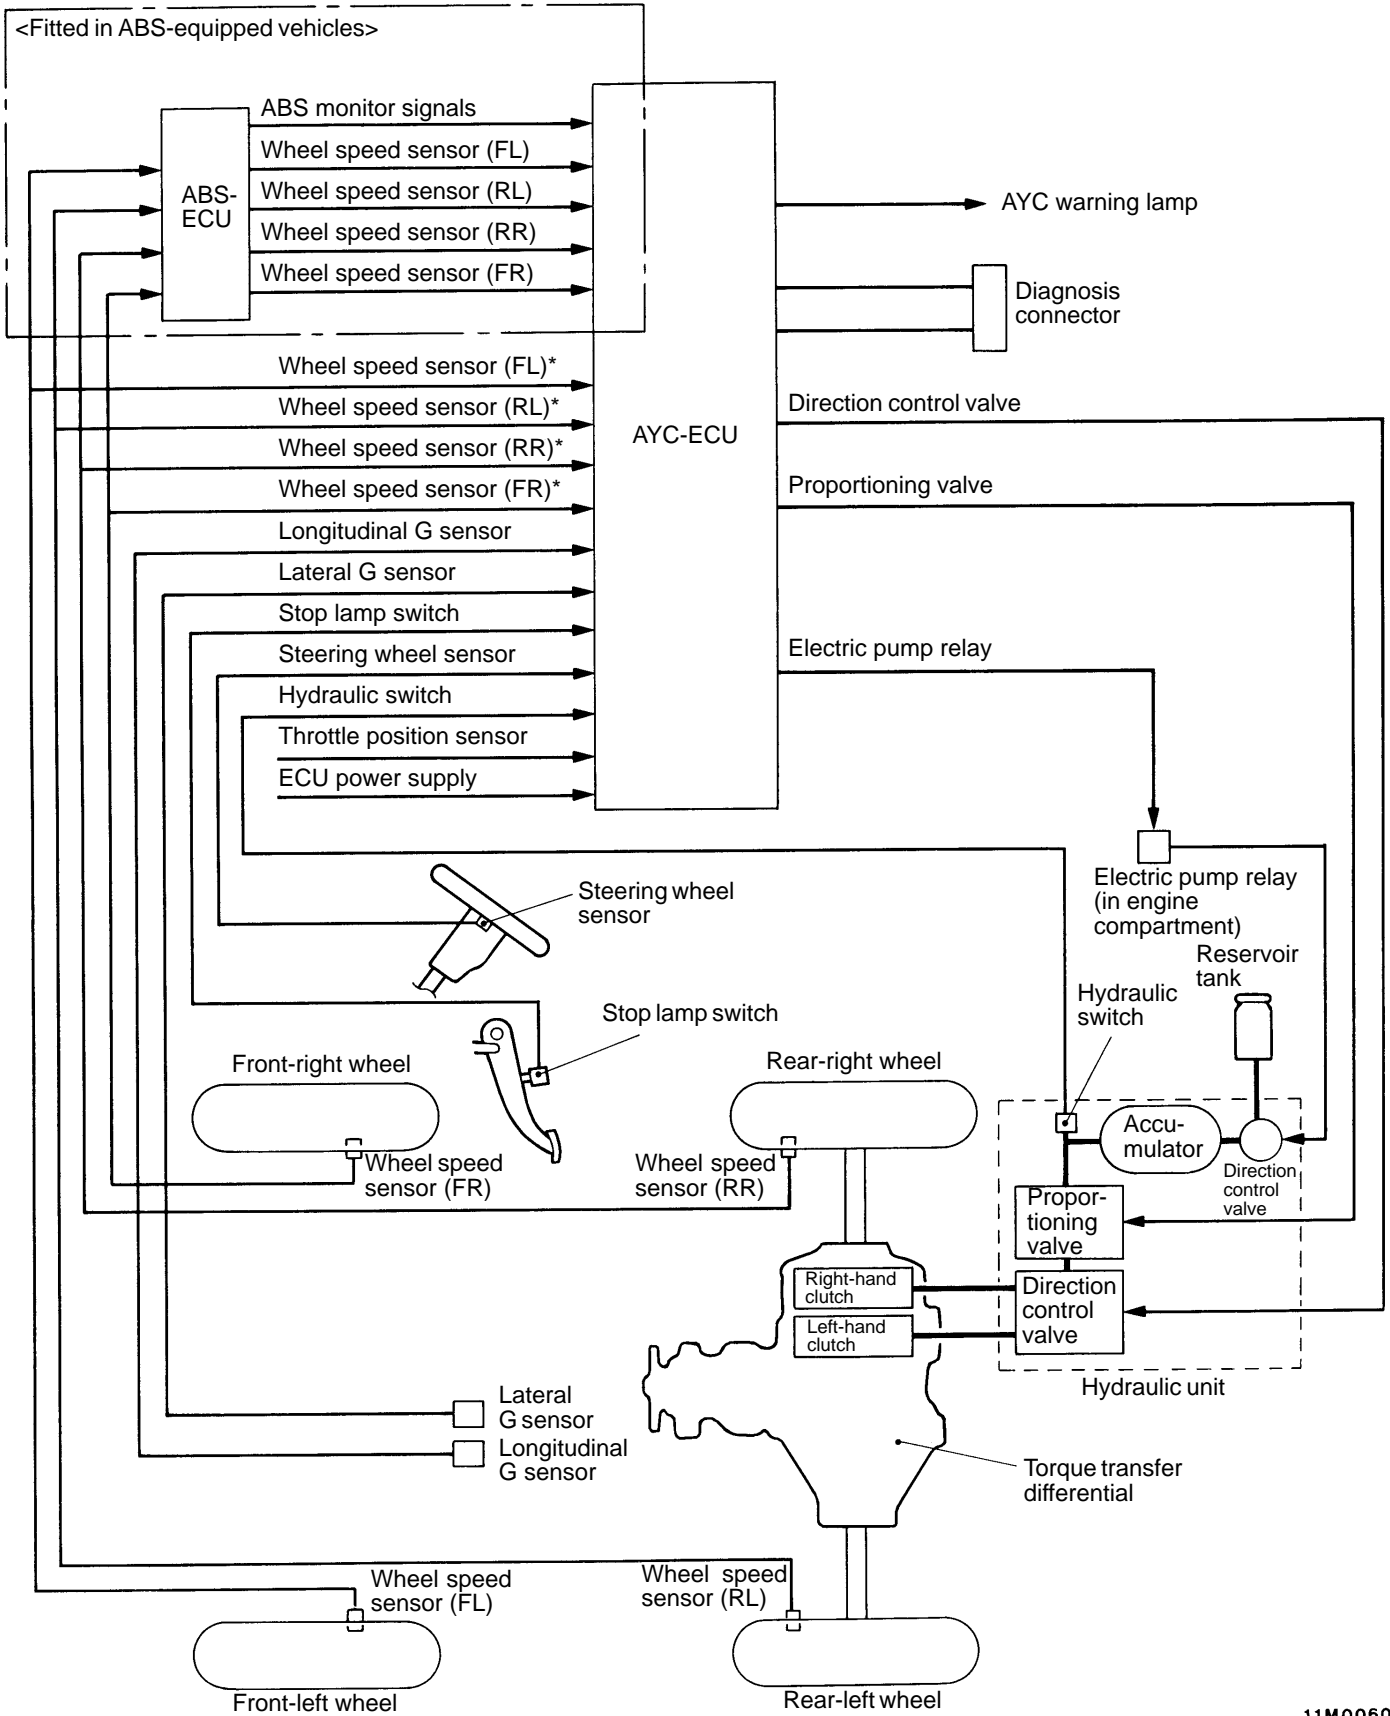 <Fitted in ABS-equipped vehicles>
ABS monitor signals
Wheel speed sensor (FL)
Wheel speed sensor (RL)
Wheel speed sensor (RR)
Wheel speed sensor (FR)
ABS-
ECU
AYC warning lamp
Diagnosis
connector
Wheel speed sensor (FL)*
Wheel speed sensor (RL)*
Wheel speed sensor (RR)*
Wheel speed sensor (FR)*
Longitudinal G sensor
Lateral G sensor
Stop lamp switch
Steering wheel sensor
Hydraulic switch
Throttle position sensor
ECU power supply
AYC-ECU
Direction control valve
Proportioning valve
Electric pump relay
Electric pump relay
(in engine
compartment)
Reservoir
tank
Hydraulic
switch
Steering wheel
sensor
Stop lamp switch
Front-right wheel
Wheel speed
sensor (FR)
Rear-right wheel
Wheel speed
sensor (RR)
Accu-
mulator
Direction
control
valve
Propor-
tioning
valve
Direction
control
valve
Right-hand
clutch
Left-hand
clutch
Hydraulic unit
Lateral
G sensor
Longitudinal
G sensor
Torque transfer
differential
Wheel speed
sensor (FL)
Wheel speed
sensor (RL)
Front-left wheel
Rear-left wheel
11M0060